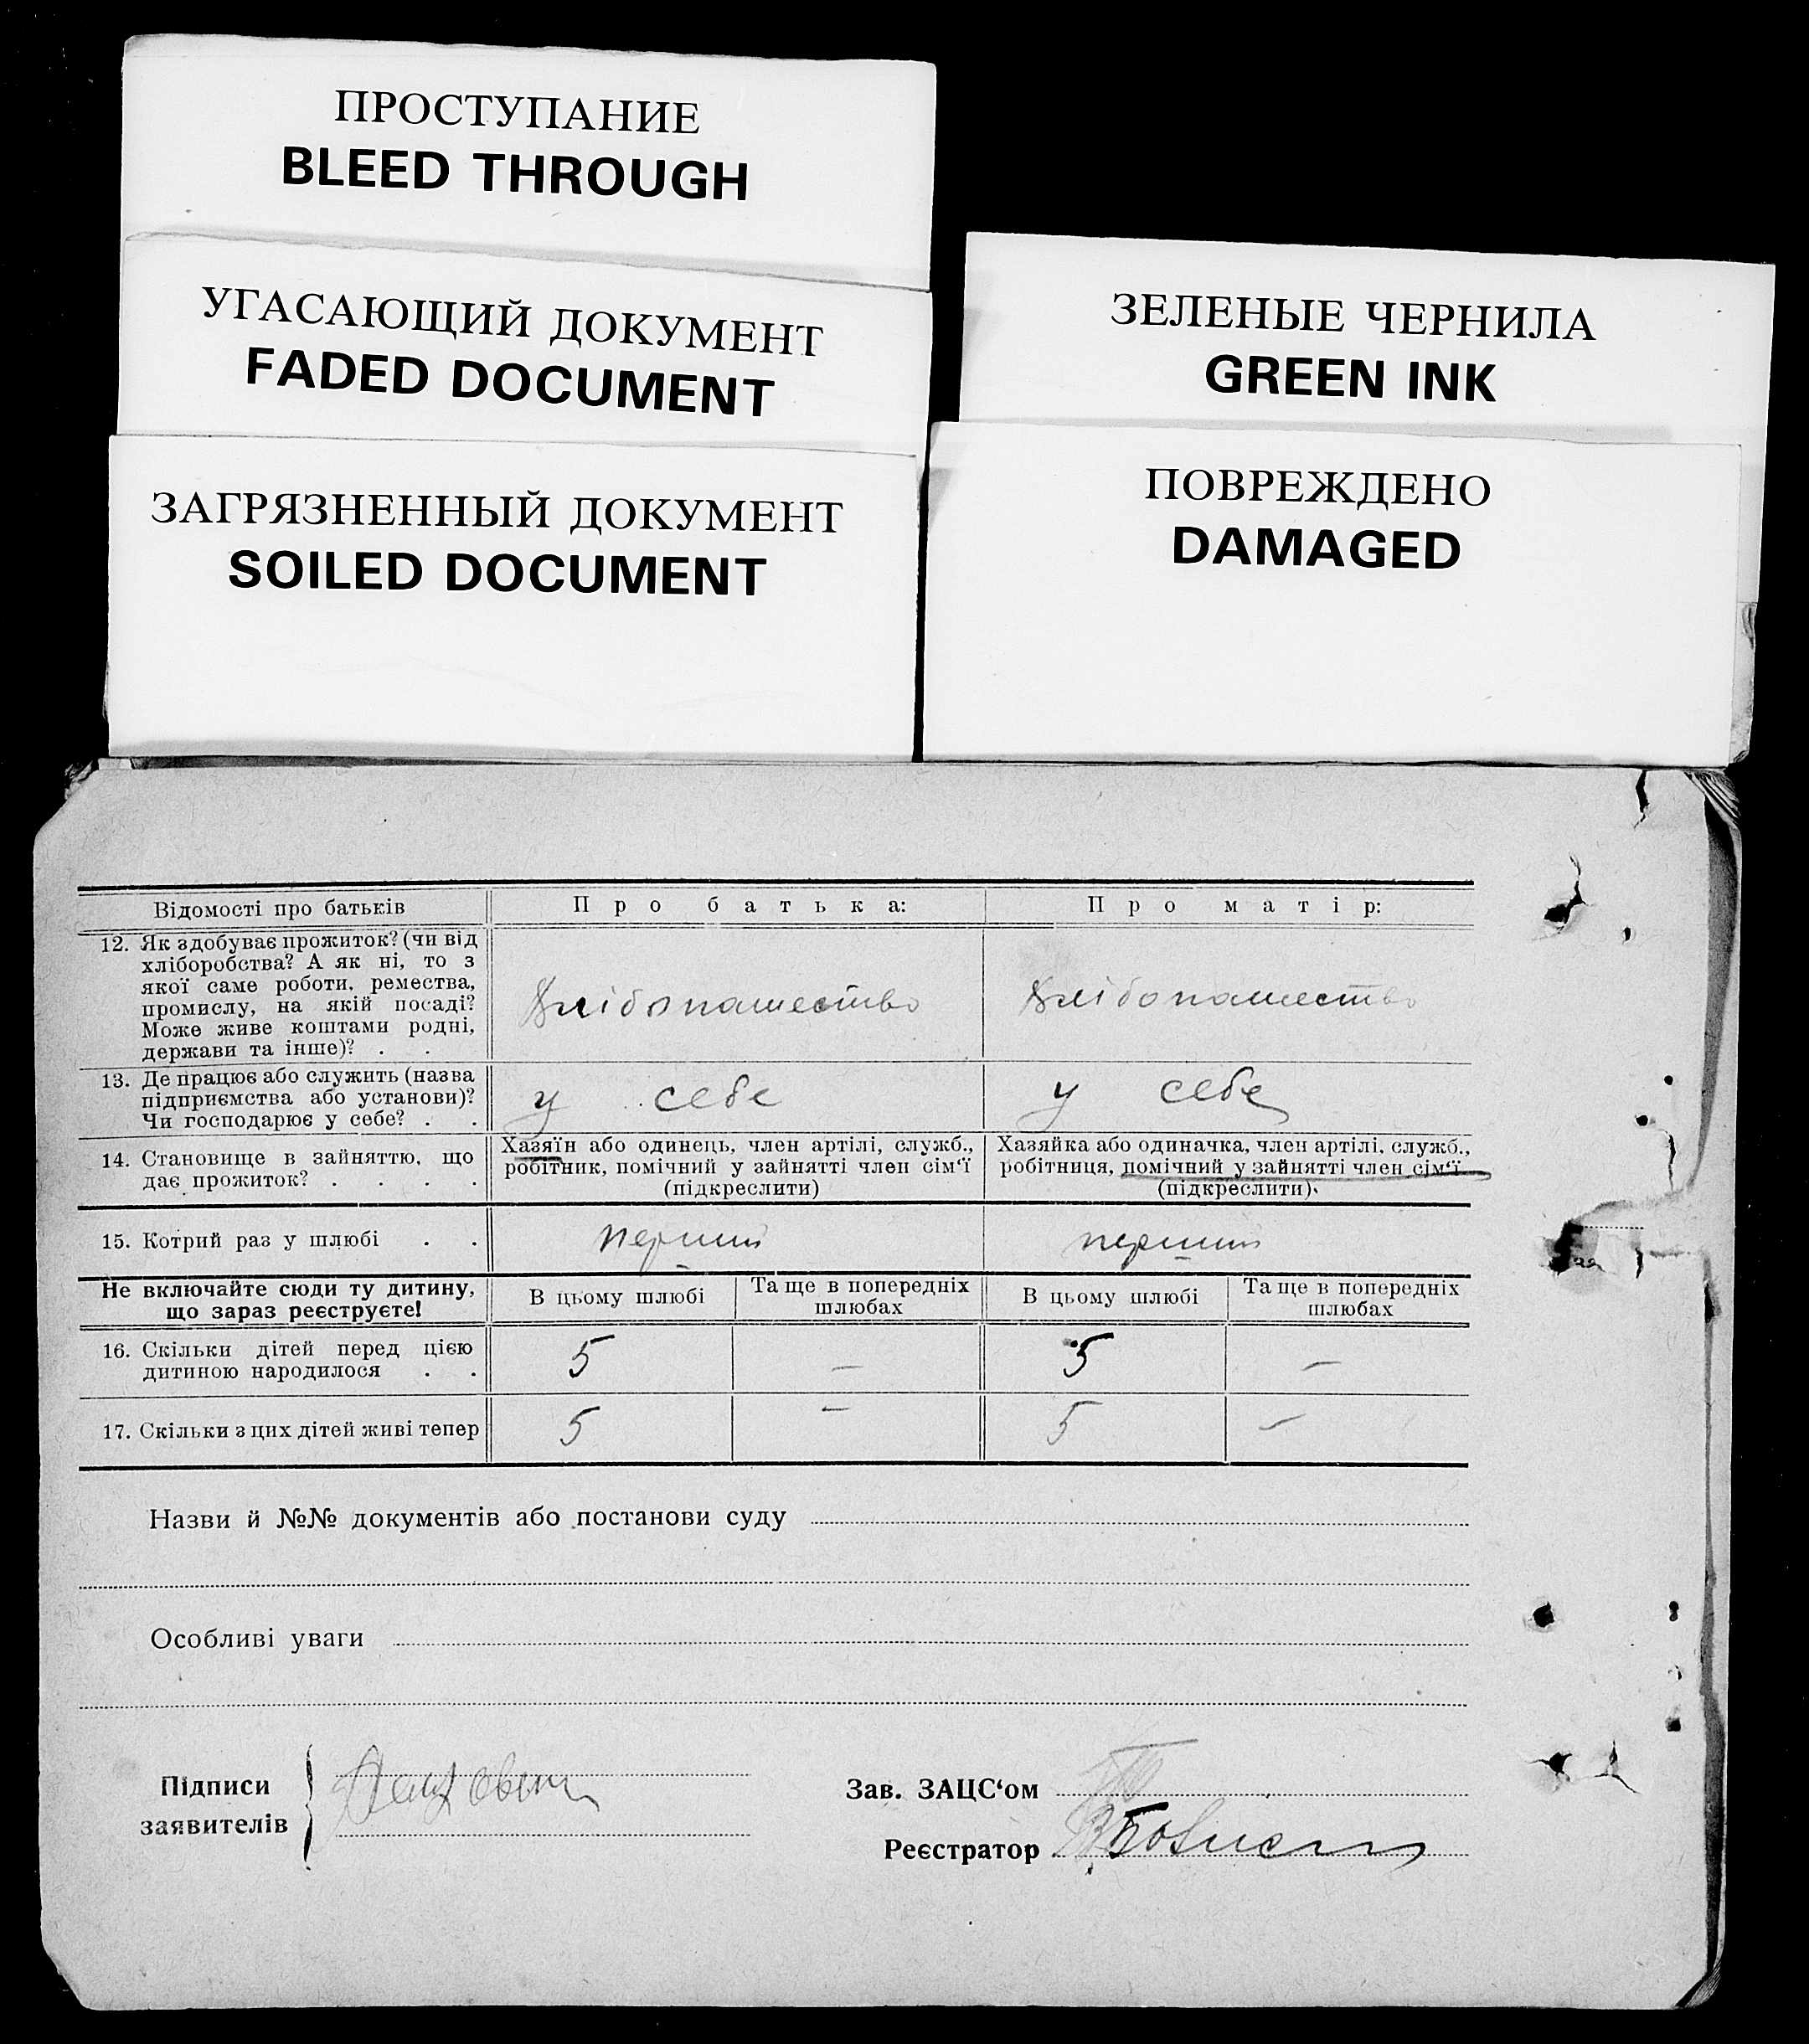 ПРОСТУПАНИЕ
BLEED THROUGH
УГАСАЮЩИЙ ДОКУМЕНТ
FADED DOCUMENT
ЗАГРЯЗНЕННЫЙ ДОКУМЕНТ
SOILED DOCUMENT
ЗЕЛЕНЫЕ ЧЕРНИЛА
GREEN INK
ПОВРЕЖДЕНО
DAMAGED
Відомості про батьків
Про батька:
Про матір:
12. Як здобуває прожиток? (чи від
хліборобства? А як ні, то з
якої саме роботи, ремества,
промислу, на якій посаді?
Може живе коштами родні,
держави та інше)? . .
Хлібопашество
Хлібопашество
13. Де працює або служить (назва
підприємства або установи)?
Чи господарює у себе? . .
у себе
у себе
14. Становище в зайняттю, що
дає прожиток? . . . .
Хазяїн або одинець, член артілі, служб.,
робітник, помічний у зайнятті член сім‘ї
(підкреслити)
Хазяйка або одиначка, член артілі, служб.,
робітниця, помічний у зайнятті член сім‘ї
(підкреслити).
15. Котрий раз у шлюбі . .
перший
перший
Не включайте сюди ту дитину,
що зараз реєструєте!
В цьому шлюбі
Та ще в попередніх
шлюбах
В цьому шлюбі
Та ще в попередніх
шлюбах
16. Скільки дітей перед цією
дитиною народилося . .
5 — 5 —
17. Скільки з цих дітей живі тепер
5 — 5 —
Назви й №№ документів або постанови суду
Особливі уваги
Підписи
заявителів
Зав. ЗАЦС‘ом
Реєстратор